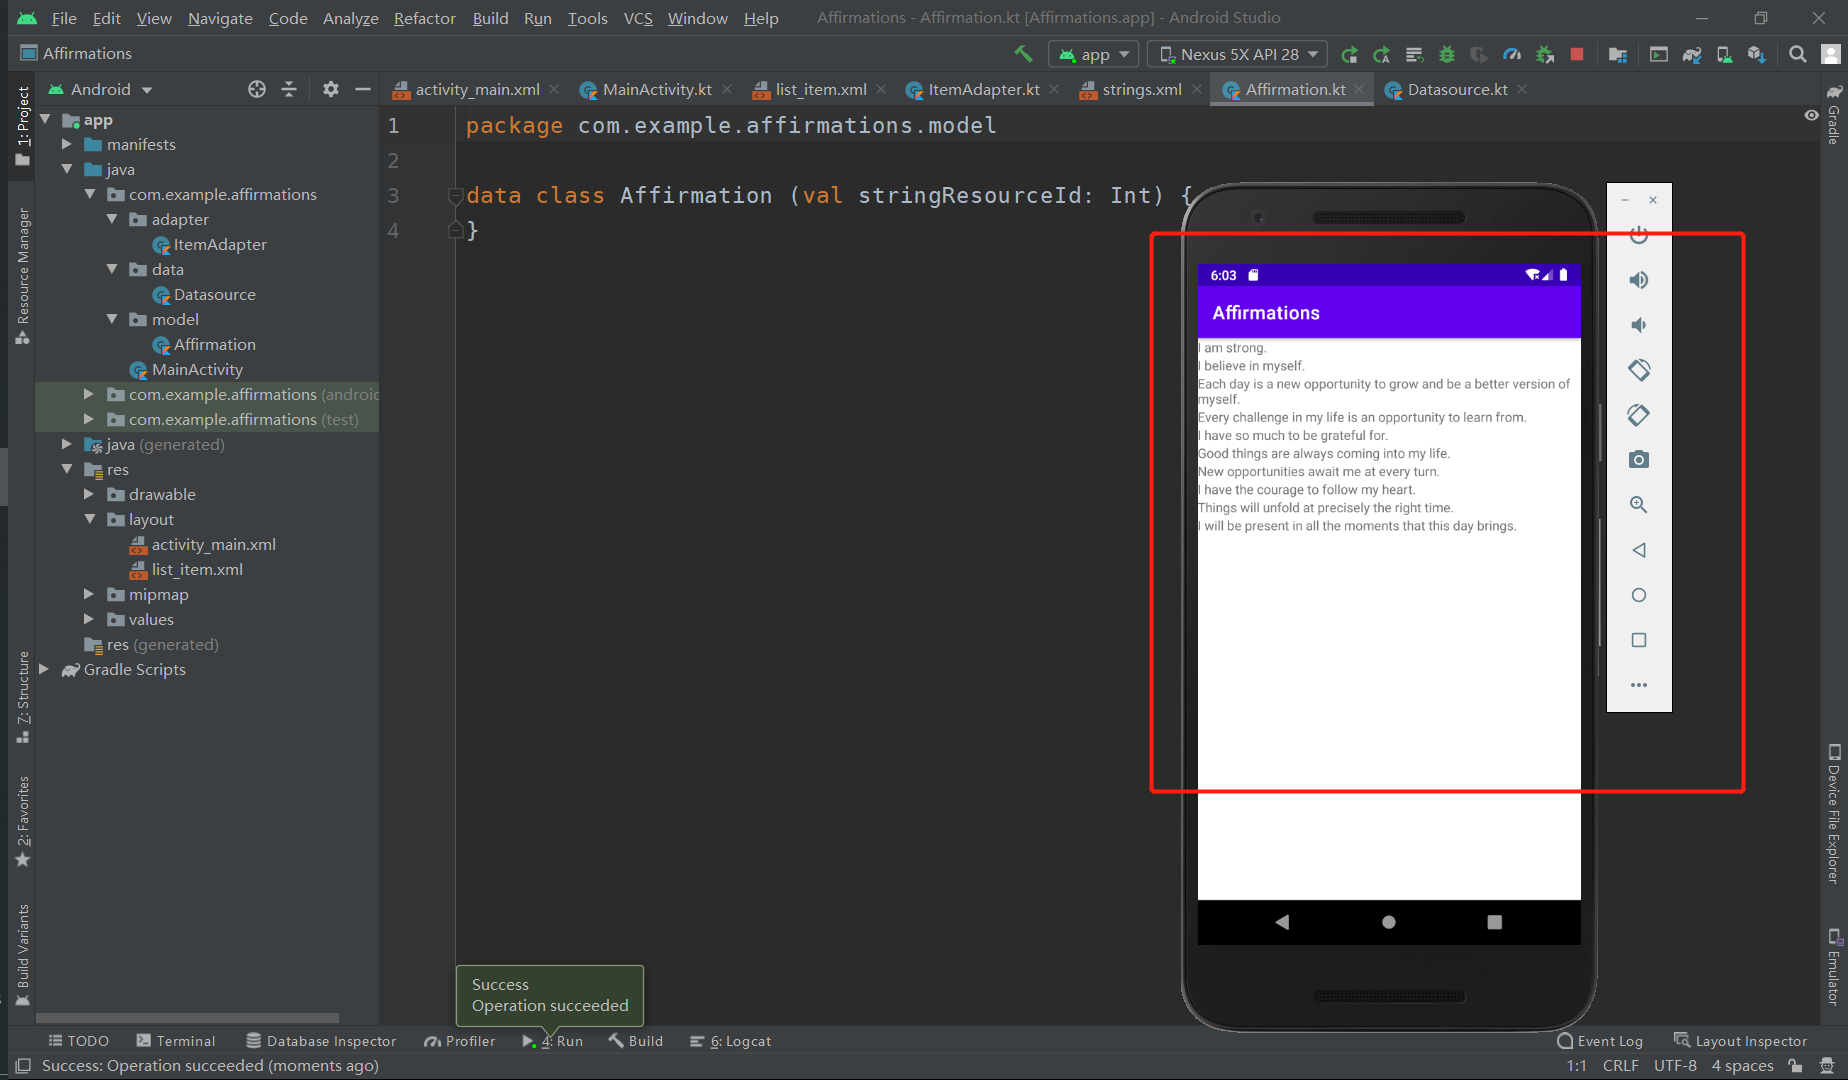 File Edit View Navigate Code Analyze Refactor Build Run Tools VCS Window Help Affirmations - Affirmation.kt [Affirmations.app] - Android Studio
Affirmations app Nexus 5X API 28
Android activity_main.xml MainActivity.kt list_item.xml ItemAdapter.kt strings.xml Affirmation.kt Datasource.kt
1: Project
Resource Manager
7: Structure
2: Favorites
Build Variants
app
manifests
java
com.example.affirmations
adapter
ItemAdapter
data
Datasource
model
Affirmation
MainActivity
com.example.affirmations (androi
com.example.affirmations (test)
java (generated)
res
drawable
layout
activity_main.xml
list_item.xml
mipmap
values
res (generated)
Gradle Scripts
1 package com.example.affirmations.model
2
3 data class Affirmation (val stringResourceId: Int) {
4 }
6:03
Affirmations
I am strong.
I believe in myself.
Each day is a new opportunity to grow and be a better version of
myself.
Every challenge in my life is an opportunity to learn from.
I have so much to be grateful for.
Good things are always coming into my life.
New opportunities await me at every turn.
I have the courage to follow my heart.
Things will unfold at precisely the right time.
I will be present in all the moments that this day brings.
Gradle
Device File Explorer
Emulator
Success
Operation succeeded
TODO Terminal Database Inspector Profiler 4: Run Build 6: Logcat Event Log Layout Inspector
Success: Operation succeeded (moments ago) 1:1 CRLF UTF-8 4 spaces